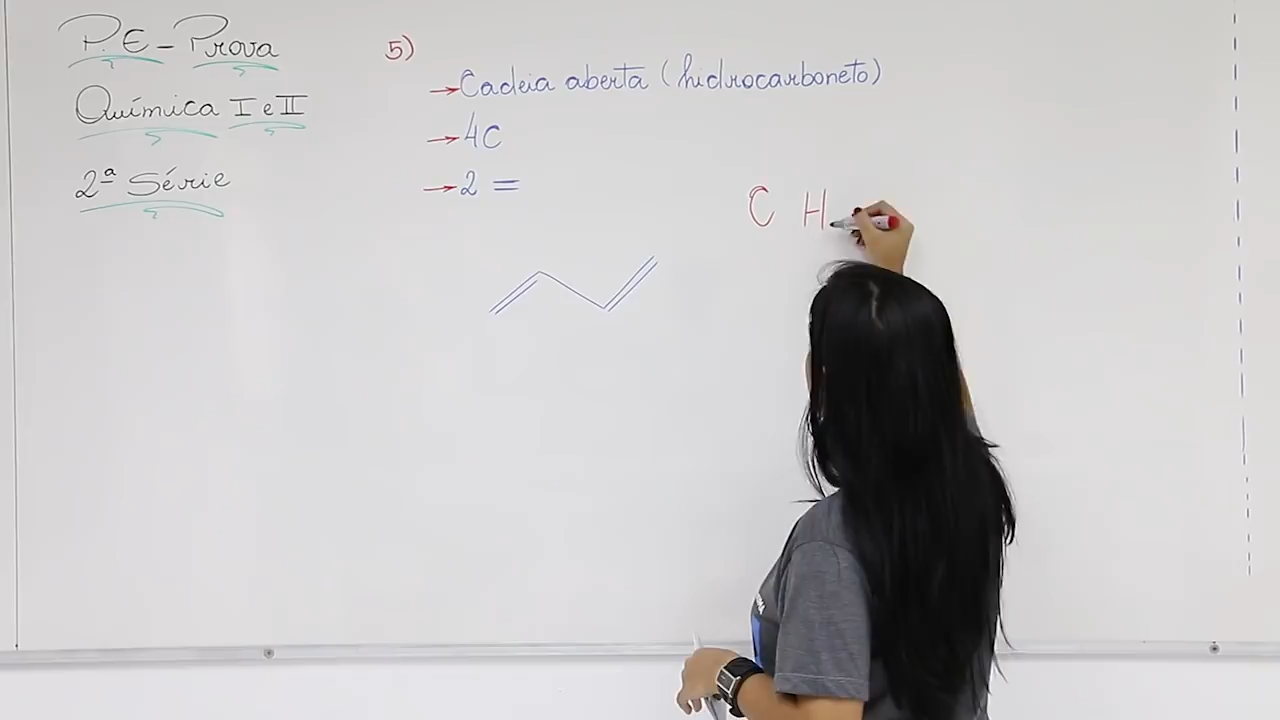 P.E - Prova
Química I e II
2ª Série
5)
→ Cadeia aberta (hidrocarboneto)
→ 4C
→ 2 =
C H